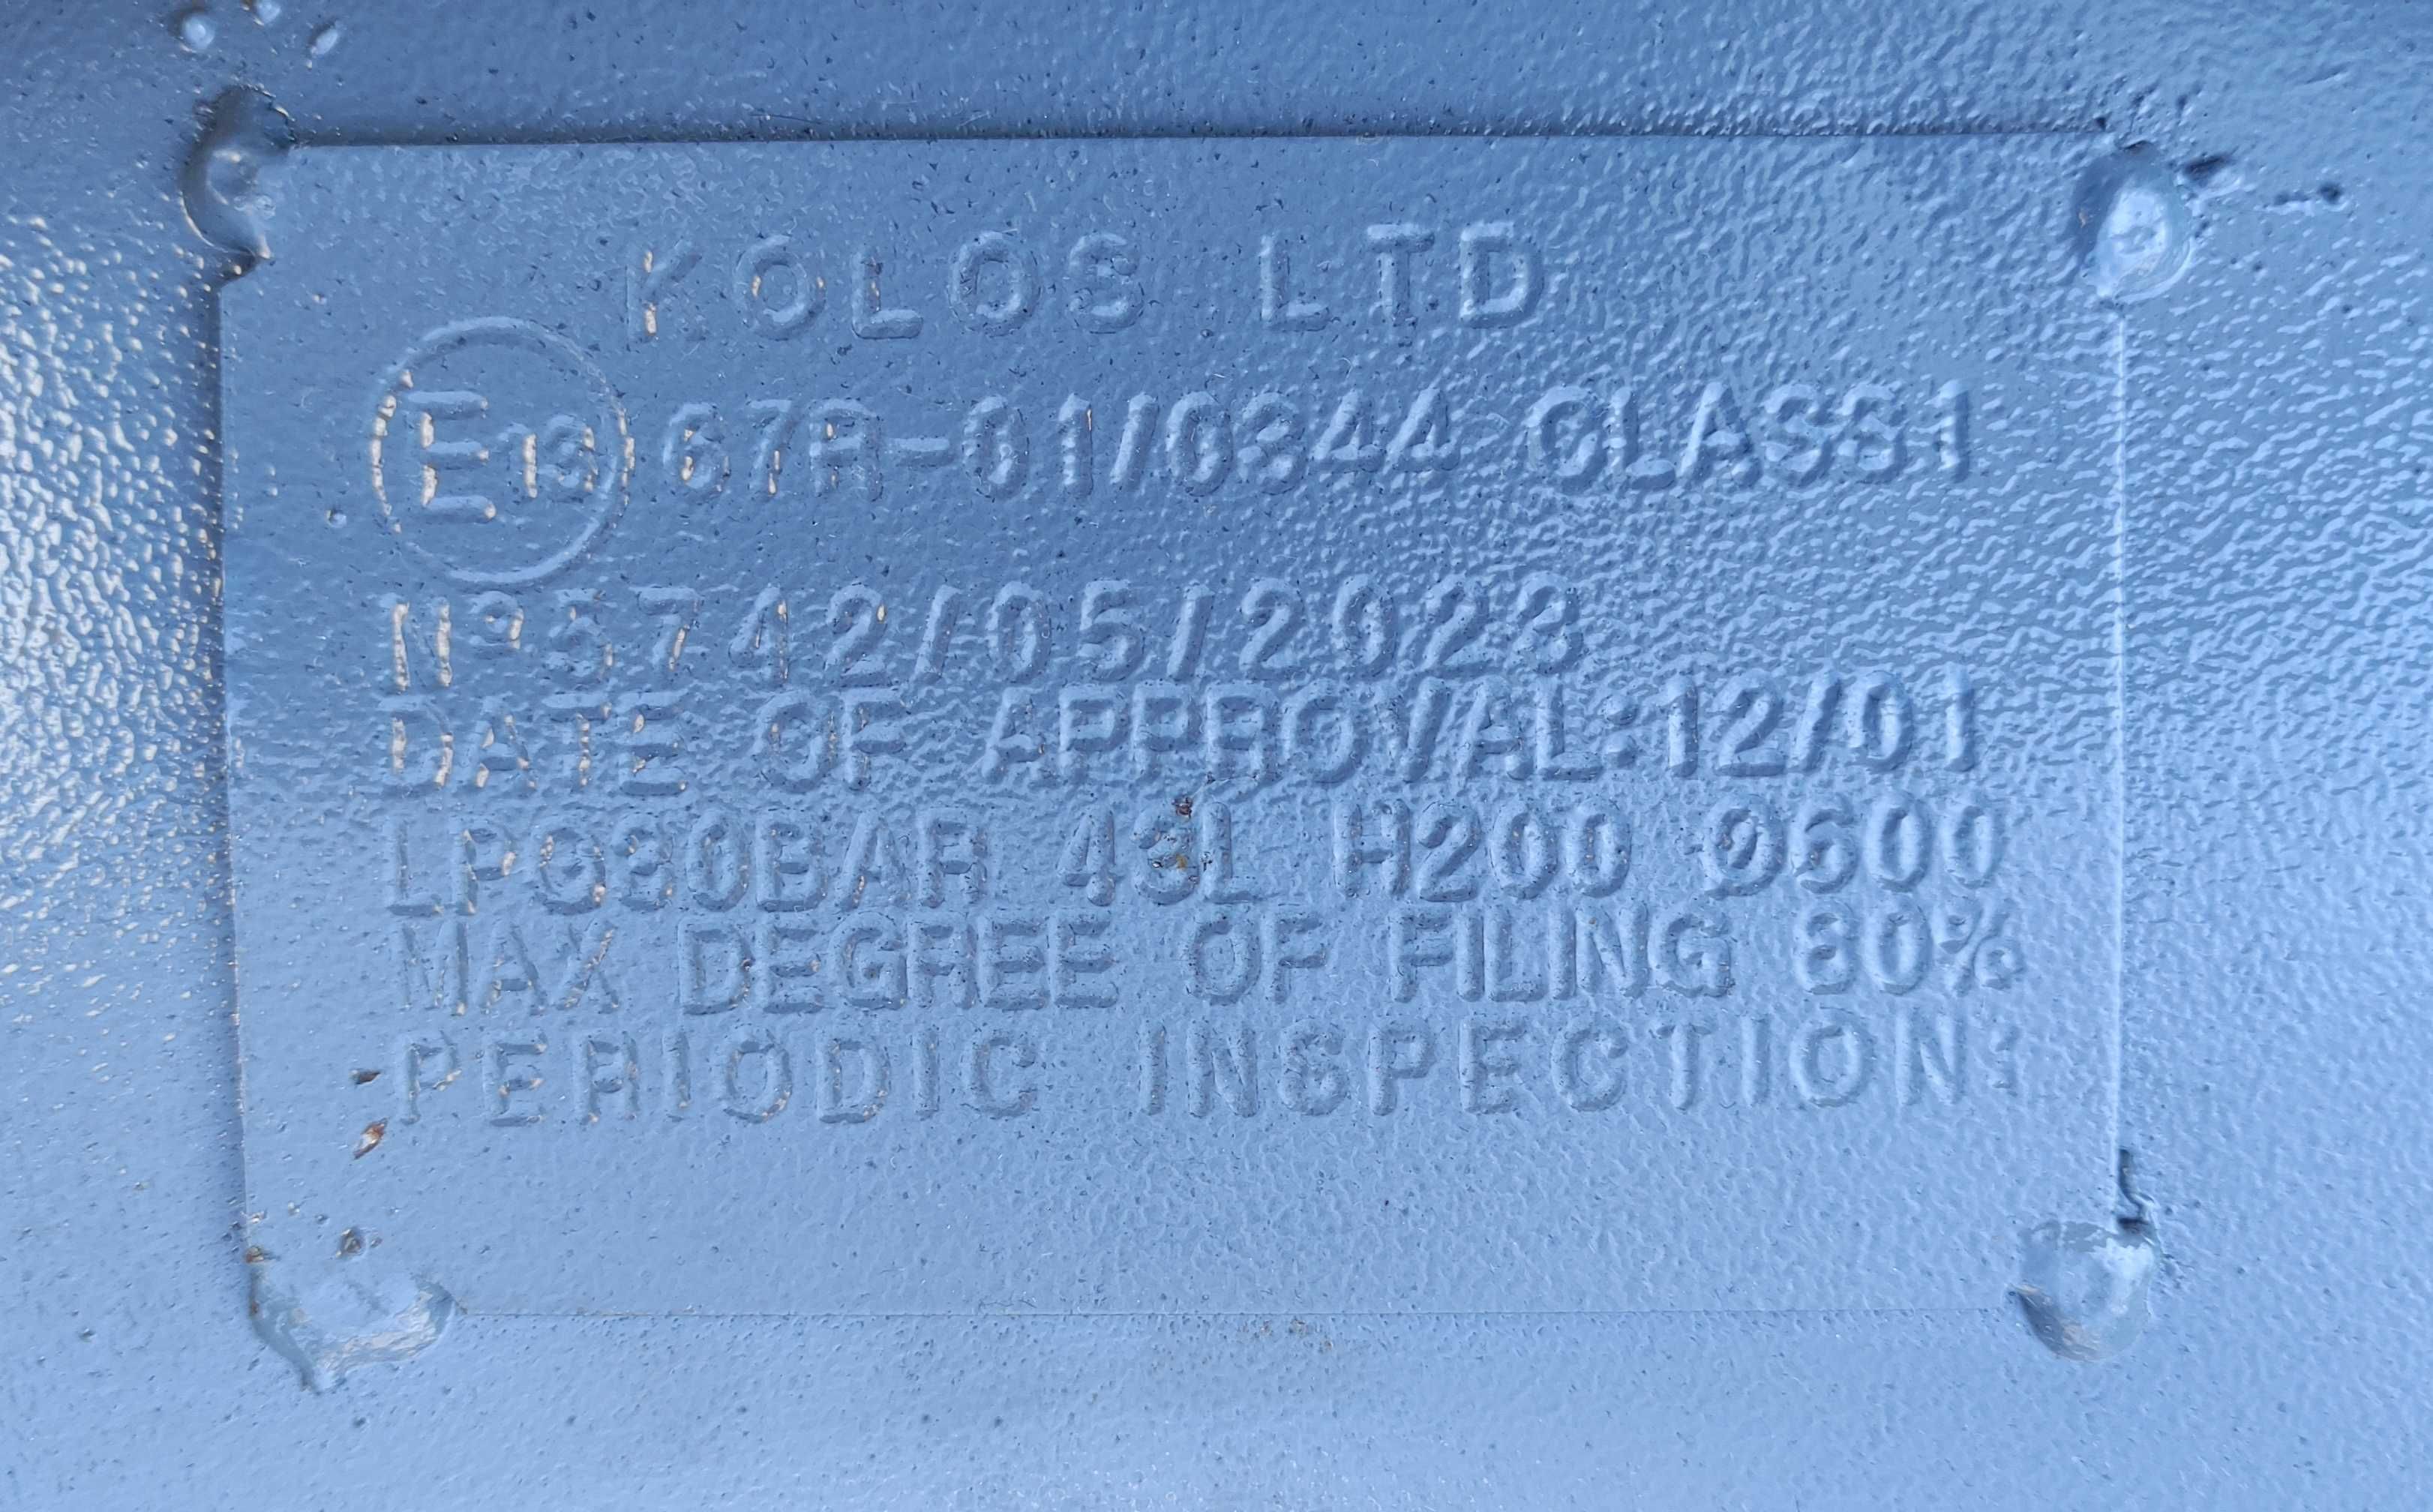 KOLOS LTD
E13 67R-01/0344 CLASS1
Nº5742/05/2023
DATE OF APPROVAL:12/01
LPG30BAR 43L H200 Ø600
MAX DEGREE OF FILING 80%
PERIODIC INSPECTION: